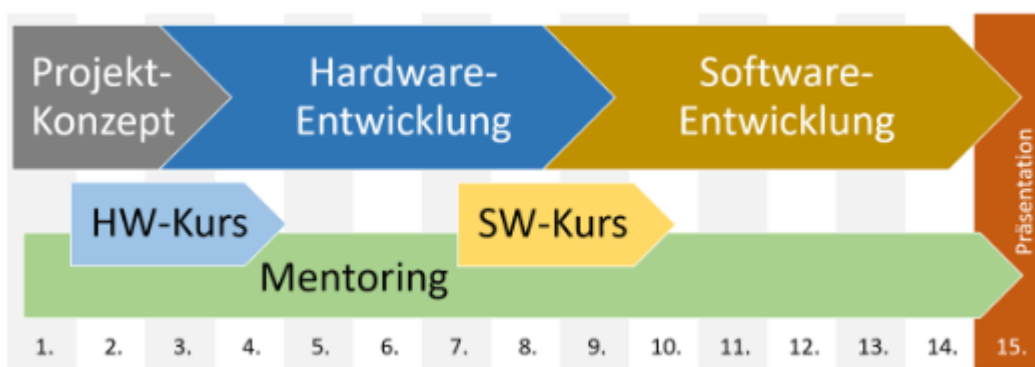 Projekt-
Konzept
Hardware-
Entwicklung
Software-
Entwicklung
Präsentation
HW-Kurs
SW-Kurs
Mentoring
1. 2. 3. 4. 5. 6. 7. 8. 9. 10. 11. 12. 13. 14. 15.